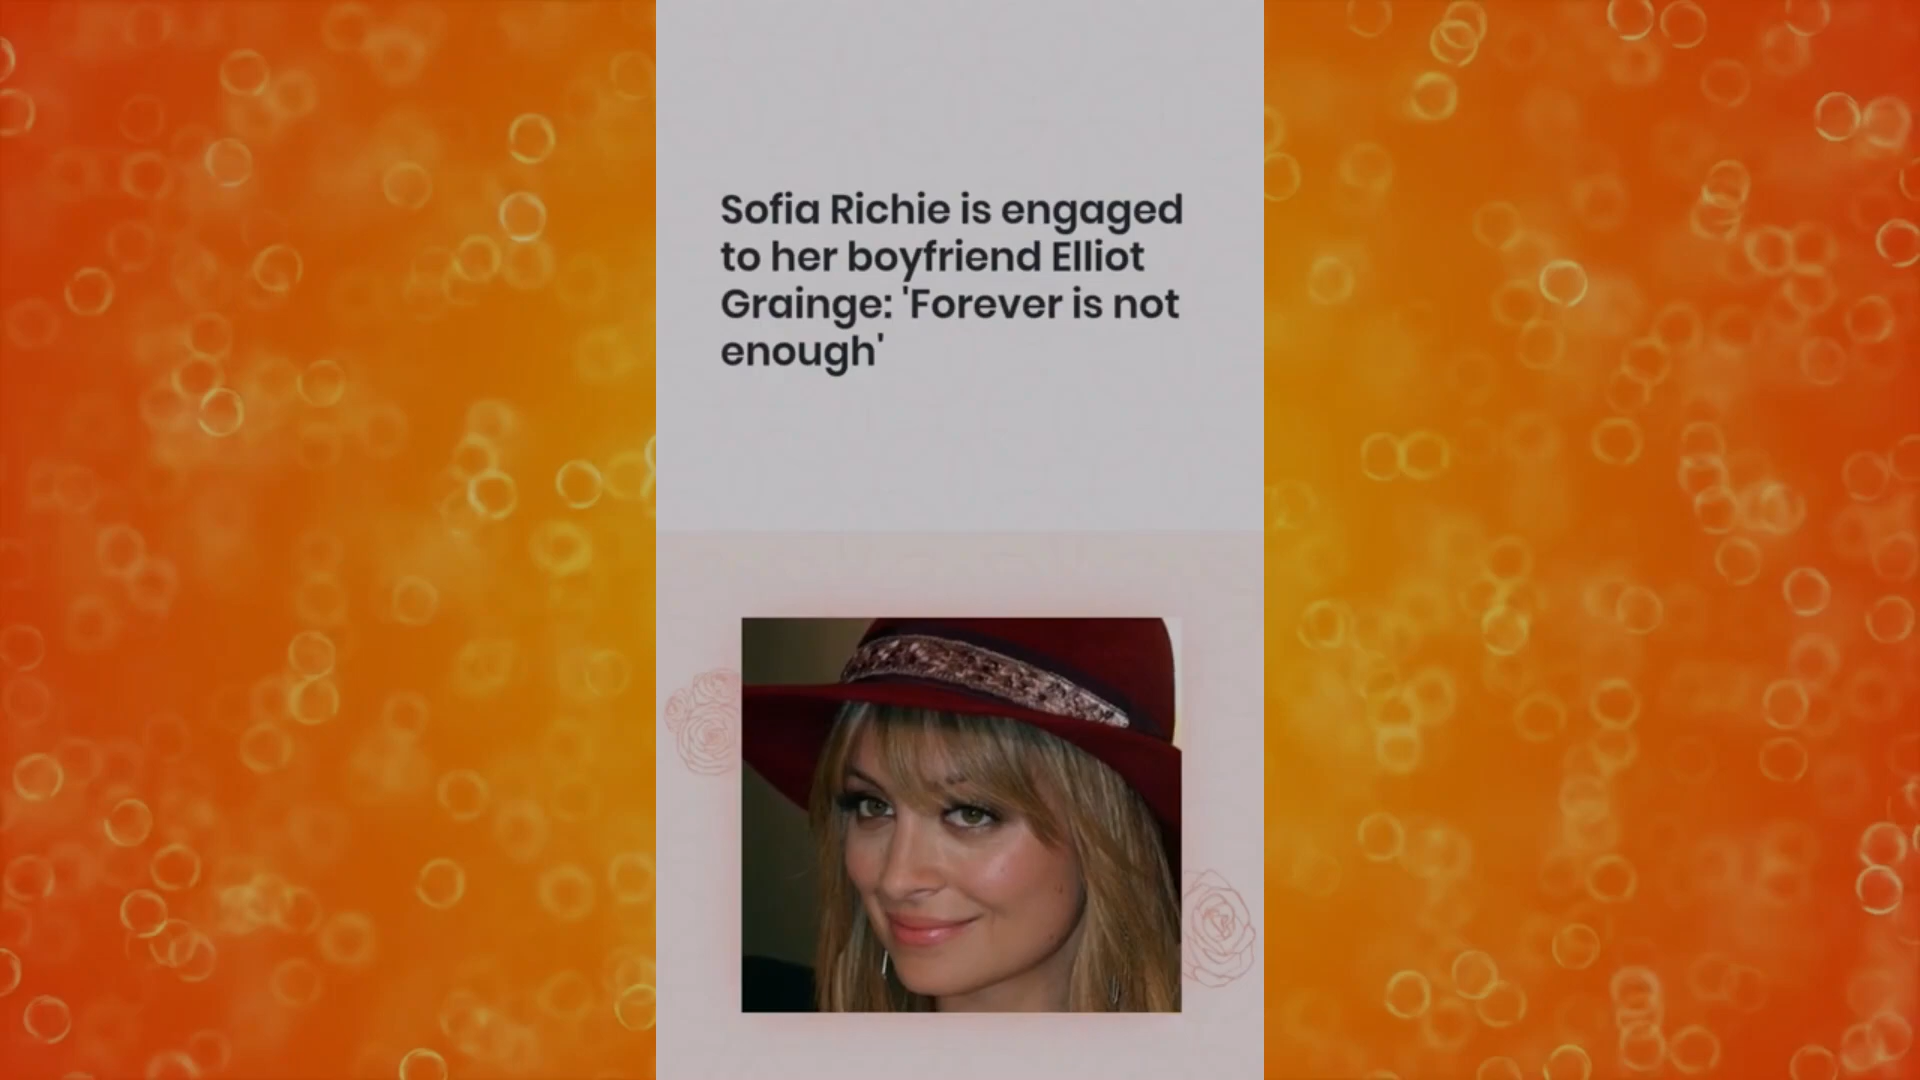 Sofia Richie is engaged
to her boyfriend Elliot
Grainge: 'Forever is not
enough'